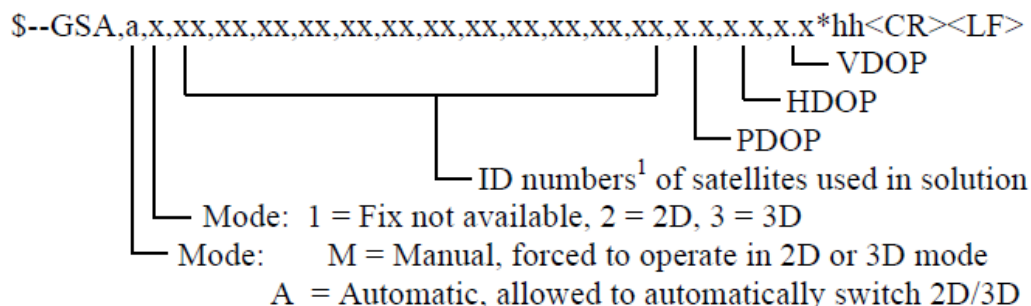 $--GSA,a,x,xx,xx,xx,xx,xx,xx,xx,xx,xx,xx,xx,xx,x.x,x.x,x.x*hh<CR><LF>
VDOP
HDOP
PDOP
ID numbers¹ of satellites used in solution
Mode: 1 = Fix not available, 2 = 2D, 3 = 3D
Mode: M = Manual, forced to operate in 2D or 3D mode
A = Automatic, allowed to automatically switch 2D/3D